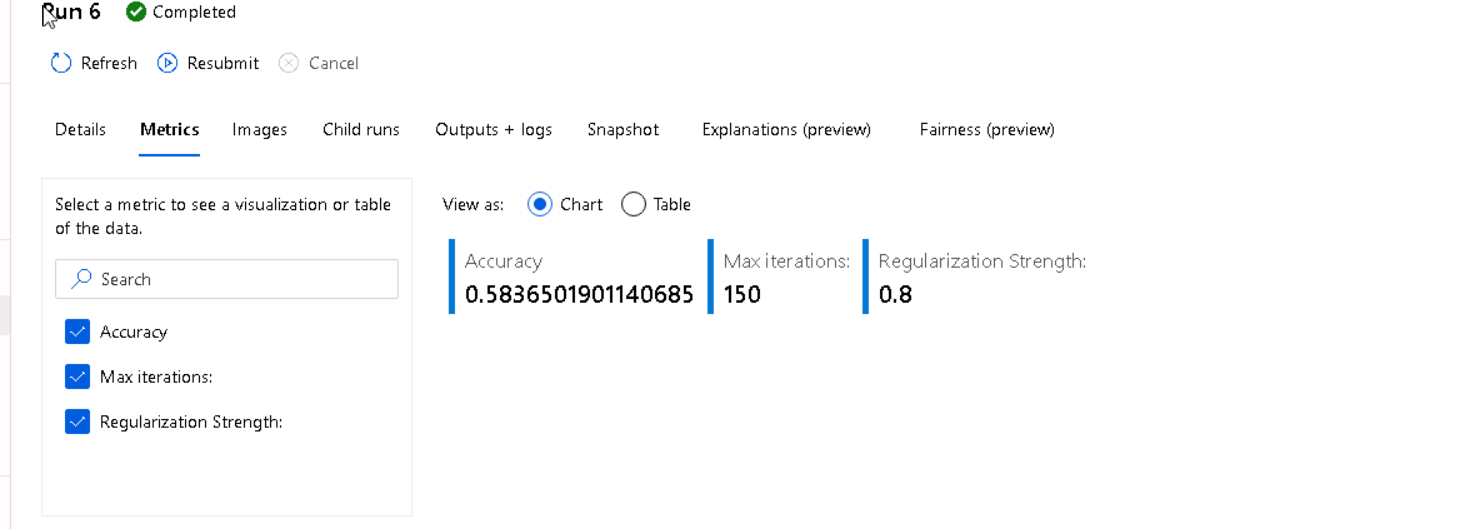 Run 6 Completed
Refresh Resubmit Cancel
Details Metrics Images Child runs Outputs + logs Snapshot Explanations (preview) Fairness (preview)
Select a metric to see a visualization or table
of the data.
Search
Accuracy
Max iterations:
Regularization Strength:
View as: Chart Table
Accuracy
0.5836501901140685
Max iterations:
150
Regularization Strength:
0.8